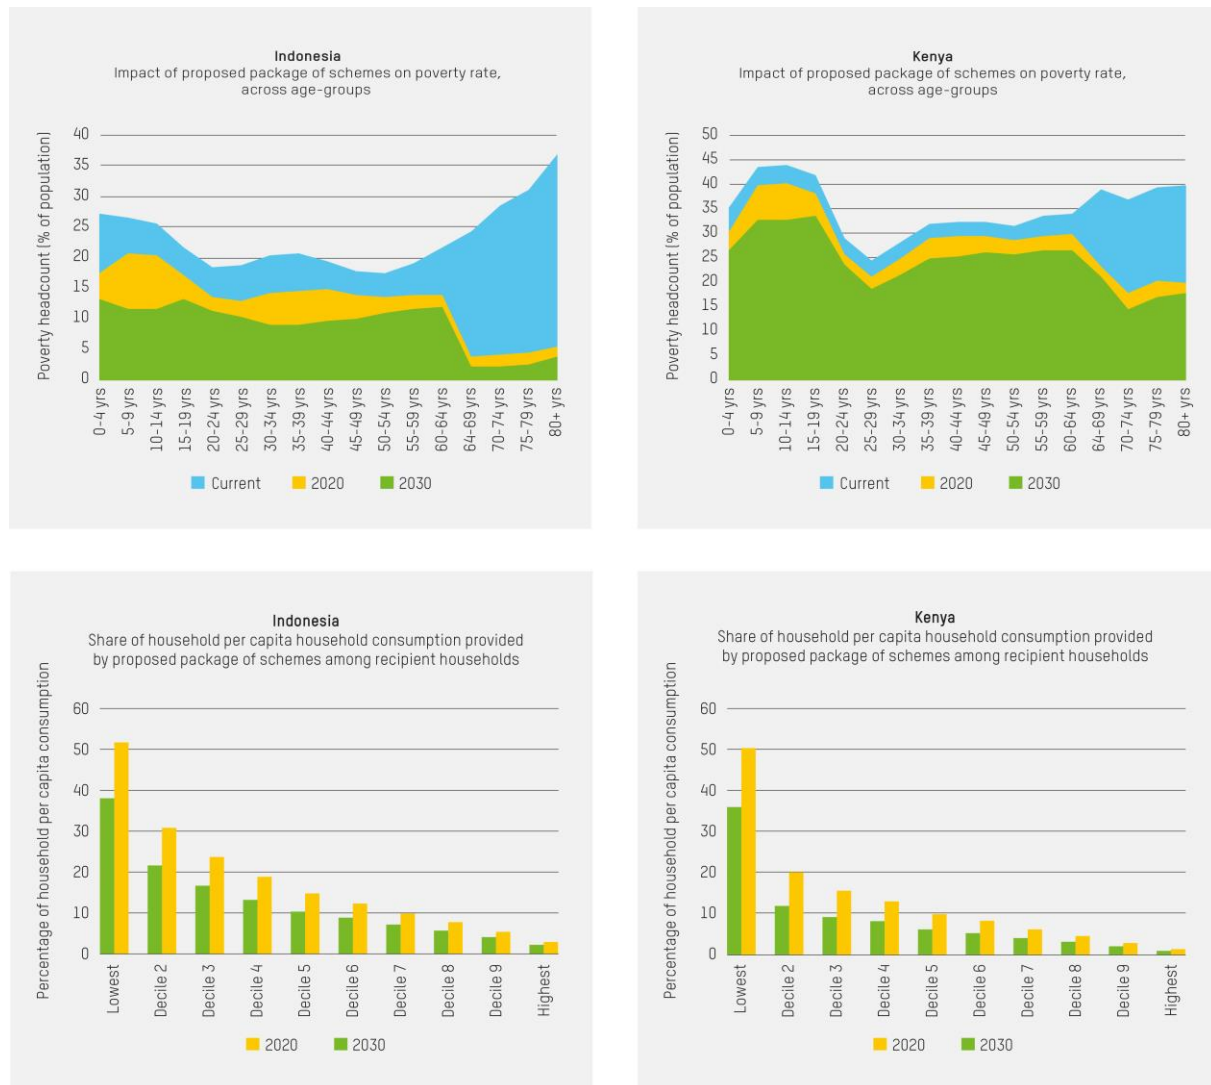 Indonesia
Impact of proposed package of schemes on poverty rate,
across age-groups
Poverty headcount (% of population)
40
35
30
25
20
15
10
5
0
0-4 yrs
5-9 yrs
10-14 yrs
15-19 yrs
20-24 yrs
25-29 yrs
30-34 yrs
35-39 yrs
40-44 yrs
45-49 yrs
50-54 yrs
55-59 yrs
60-64 yrs
64-69 yrs
70-74 yrs
75-79 yrs
80+ yrs
Current 2020 2030
Kenya
Impact of proposed package of schemes on poverty rate,
across age-groups
Poverty headcount (% of population)
50
45
40
35
30
25
20
15
10
5
0
0-4 yrs
5-9 yrs
10-14 yrs
15-19 yrs
20-24 yrs
25-29 yrs
30-34 yrs
35-39 yrs
40-44 yrs
45-49 yrs
50-54 yrs
55-59 yrs
60-64 yrs
64-69 yrs
70-74 yrs
75-79 yrs
80+ yrs
Current 2020 2030
Indonesia
Share of household per capita household consumption provided
by proposed package of schemes among recipient households
Percentage of household per capita consumption
60
50
40
30
20
10
0
Lowest
Decile 2
Decile 3
Decile 4
Decile 5
Decile 6
Decile 7
Decile 8
Decile 9
Highest
2020 2030
Kenya
Share of household per capita household consumption provided
by proposed package of schemes among recipient households
Percentage of household per capita consumption
60
50
40
30
20
10
0
Lowest
Decile 2
Decile 3
Decile 4
Decile 5
Decile 6
Decile 7
Decile 8
Decile 9
Highest
2020 2030